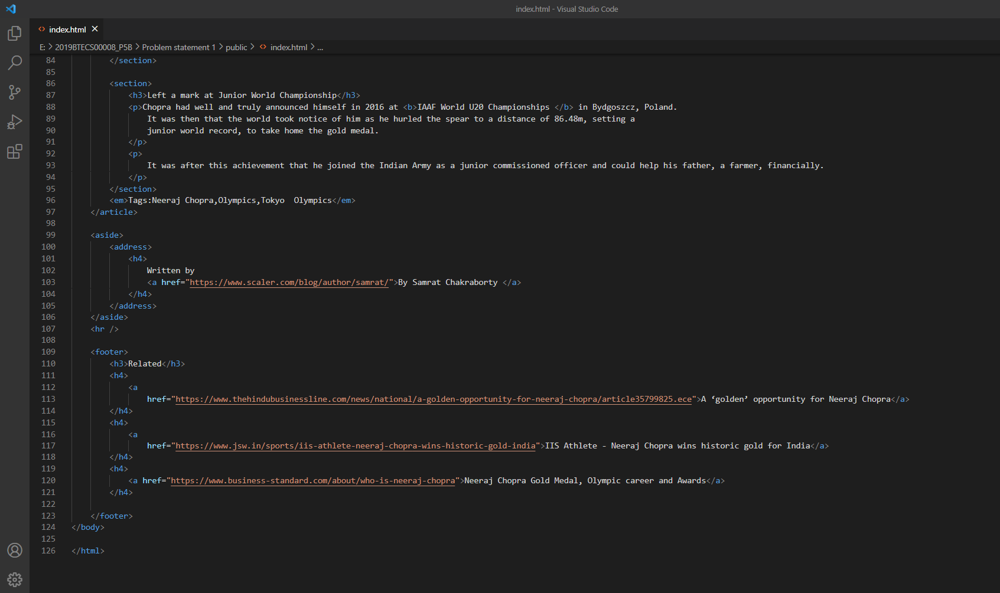 index.html - Visual Studio Code
index.html
E: > 2019BTECS00008_P5B > Problem statement 1 > public > index.html > ...
84 </section>
85
86 <section>
87 <h3>Left a mark at Junior World Championship</h3>
88 <p>Chopra had well and truly announced himself in 2016 at <b>IAAF World U20 Championships </b> in Bydgoszcz, Poland.
89 It was then that the world took notice of him as he hurled the spear to a distance of 86.48m, setting a
90 junior world record, to take home the gold medal.
91 </p>
92 <p>
93 It was after this achievement that he joined the Indian Army as a junior commissioned officer and could help his father, a farmer, financially.
94 </p>
95 </section>
96 <em>Tags:Neeraj Chopra,Olympics,Tokyo  Olympics</em>
97 </article>
98
99 <aside>
100 <address>
101 <h4>
102 Written by
103 <a href="https://www.scaler.com/blog/author/samrat/">By Samrat Chakraborty </a>
104 </h4>
105 </address>
106 </aside>
107 <hr />
108
109 <footer>
110 <h3>Related</h3>
111 <h4>
112 <a
113 href="https://www.thehindubusinessline.com/news/national/a-golden-opportunity-for-neeraj-chopra/article35799825.ece">A ‘golden’ opportunity for Neeraj Chopra</a>
114 </h4>
115 <h4>
116 <a
117 href="https://www.jsw.in/sports/iis-athlete-neeraj-chopra-wins-historic-gold-india">IIS Athlete - Neeraj Chopra wins historic gold for India</a>
118 </h4>
119 <h4>
120 <a href="https://www.business-standard.com/about/who-is-neeraj-chopra">Neeraj Chopra Gold Medal, Olympic career and Awards</a>
121 </h4>
122
123 </footer>
124 </body>
125
126 </html>